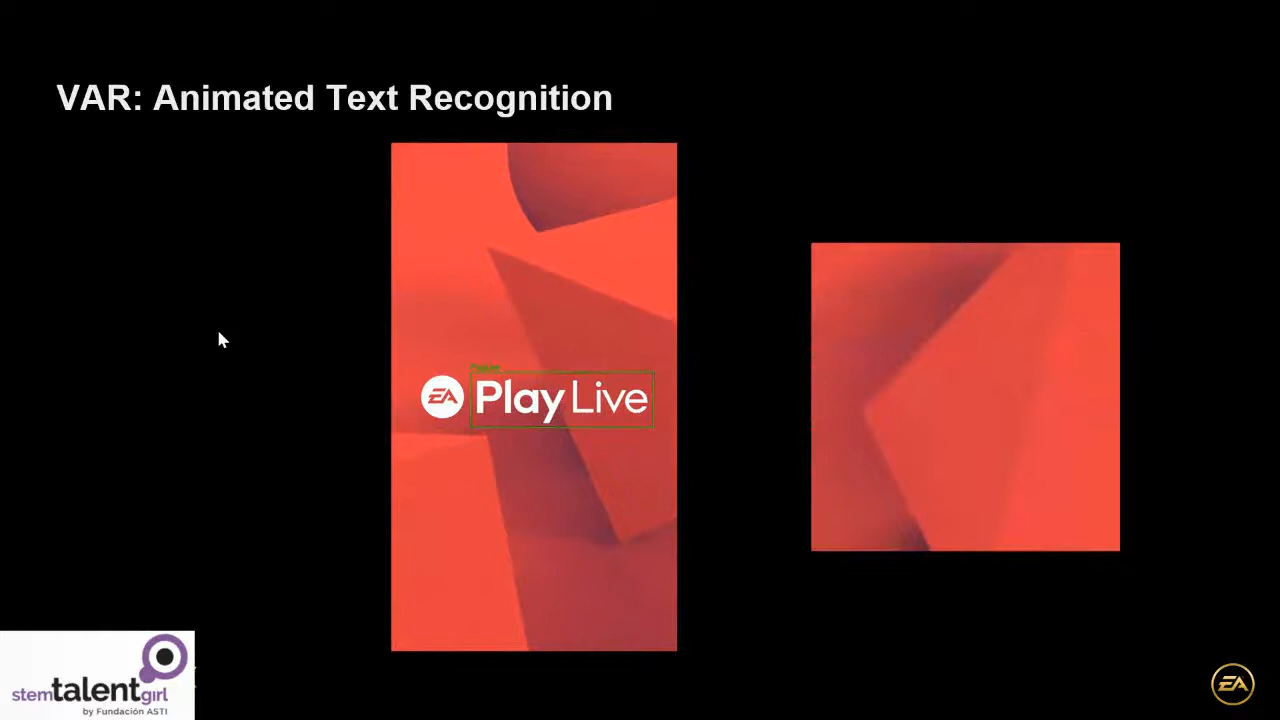 VAR: Animated Text Recognition
EA Play Live
stemtalentgirl
by Fundación ASTI
EA